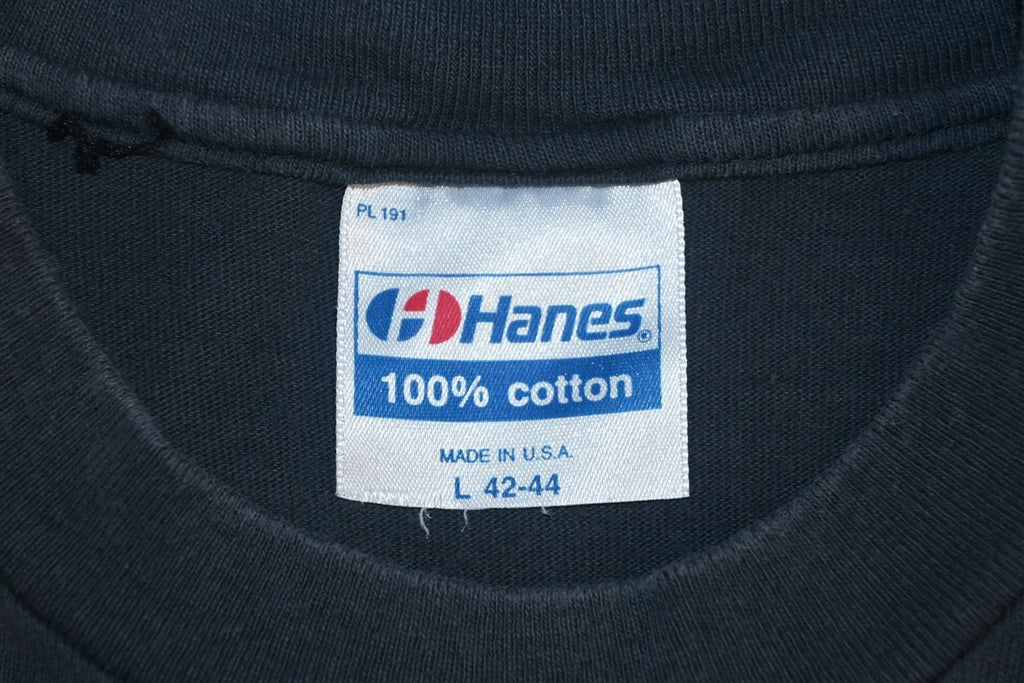 PL 191
Hanes®
100% cotton
MADE IN U.S.A.
L 42-44